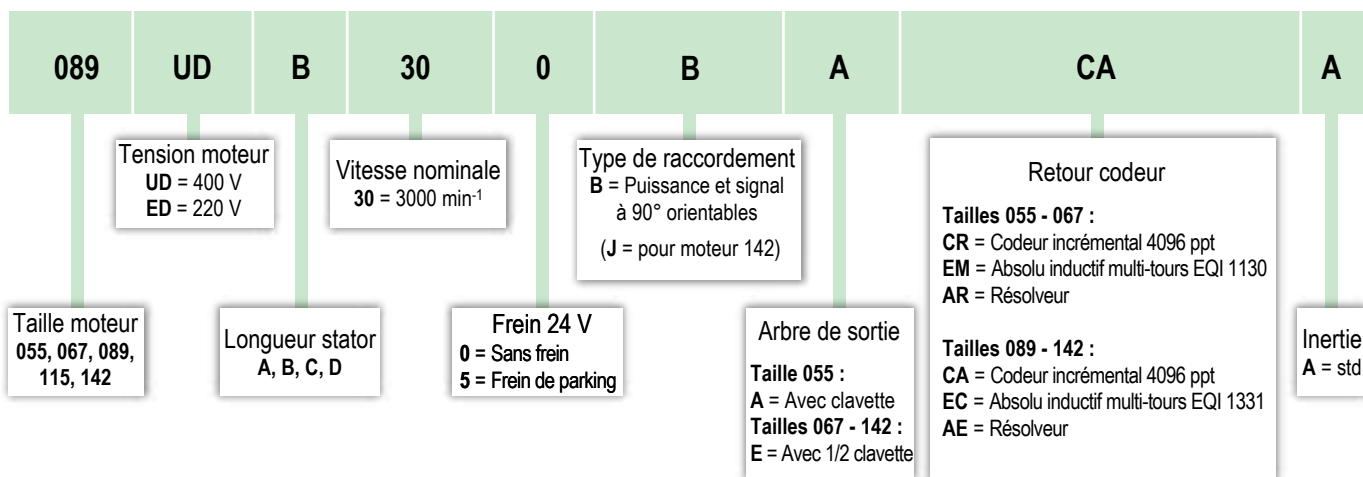 089 UD B 30 0 B A CA A
Tension moteur
UD = 400 V
ED = 220 V
Vitesse nominale
30 = 3000 min-1
Type de raccordement
B = Puissance et signal
à 90° orientables
(J = pour moteur 142)
Retour codeur
Tailles 055 - 067 :
CR = Codeur incrémental 4096 ppt
EM = Absolu inductif multi-tours EQI 1130
AR = Résolveur
Tailles 089 - 142 :
CA = Codeur incrémental 4096 ppt
EC = Absolu inductif multi-tours EQI 1331
AE = Résolveur
Taille moteur
055, 067, 089,
115, 142
Longueur stator
A, B, C, D
Frein 24 V
0 = Sans frein
5 = Frein de parking
Arbre de sortie
Taille 055 :
A = Avec clavette
Tailles 067 - 142 :
E = Avec 1/2 clavette
Inertie
A = std